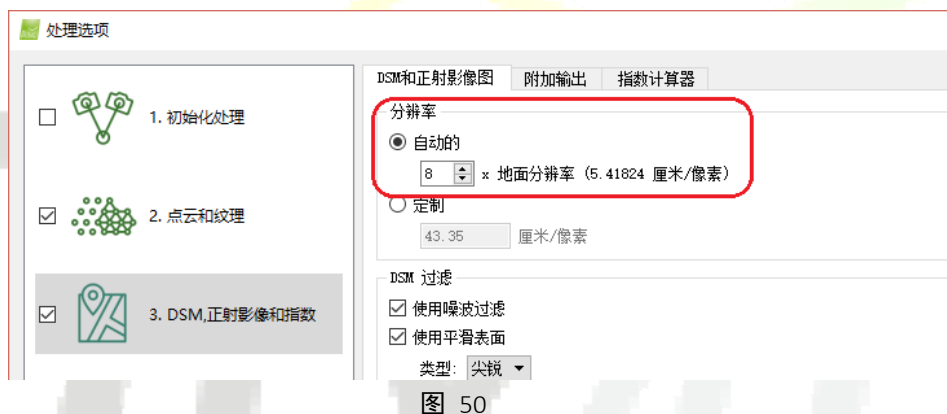 处理选项
1. 初始化处理
2. 点云和纹理
3. DSM,正射影像和指数
DSM和正射影像图 附加输出 指数计算器
分辨率
自动的
8 x 地面分辨率 (5.41824 厘米/像素)
定制
43.35 厘米/像素
DSM 过滤
使用噪波过滤
使用平滑表面
类型: 尖锐
图 50